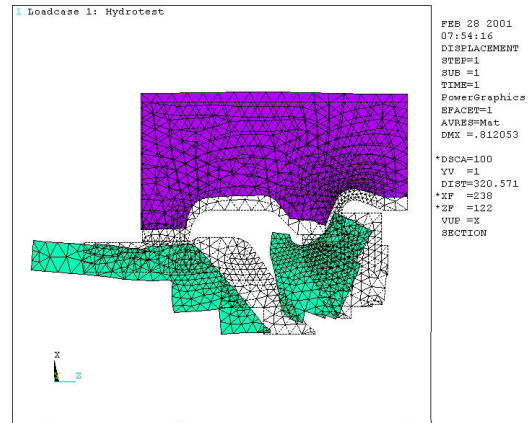 1 Loadcase 1: Hydrotest
FEB 28 2001
07:54:16
DISPLACEMENT
STEP=1
SUB =1
TIME=1
PowerGraphics
EFACET=1
AVRES=Mat
DMX =.812053
*DSCA=100
YV =1
DIST=320.571
*XF =238
*ZF =122
VUP =X
SECTION
X
Z